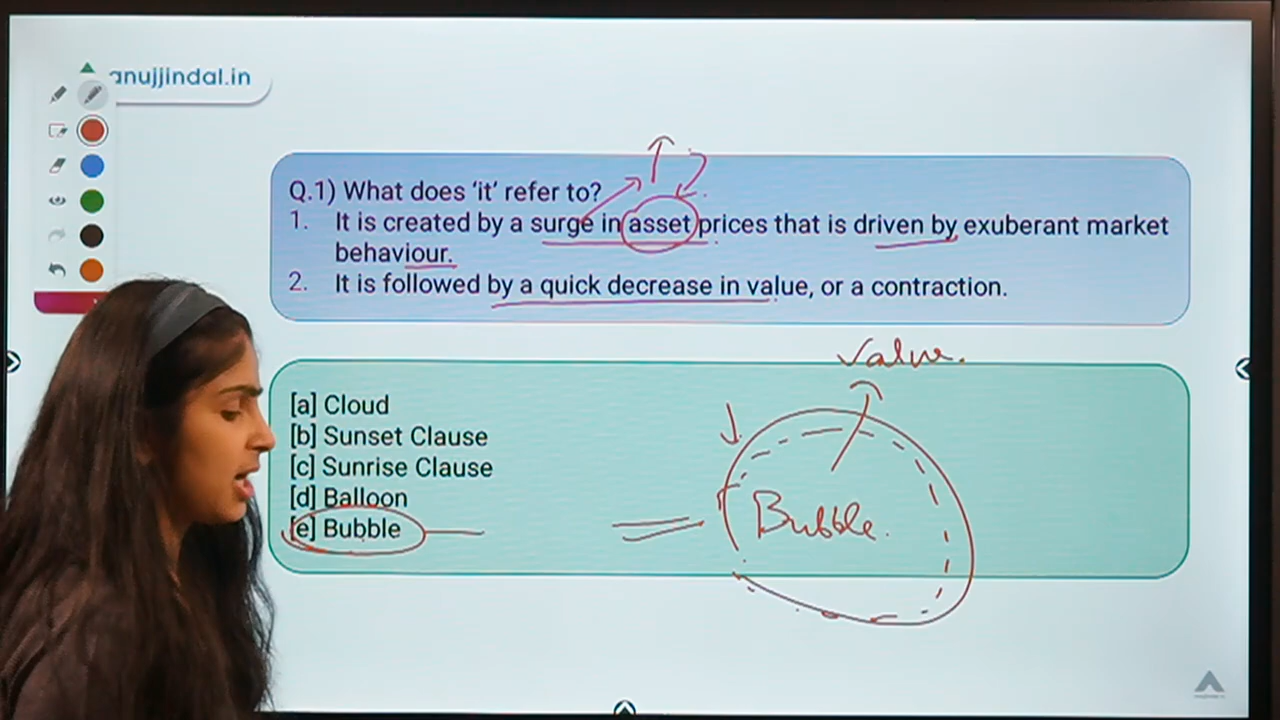 anujjindal.in
Q.1) What does ‘it’ refer to?
1. It is created by a surge in asset prices that is driven by exuberant market
behaviour.
2. It is followed by a quick decrease in value, or a contraction.
Value.
[a] Cloud
[b] Sunset Clause
[c] Sunrise Clause
[d] Balloon
[e] Bubble
Bubble.